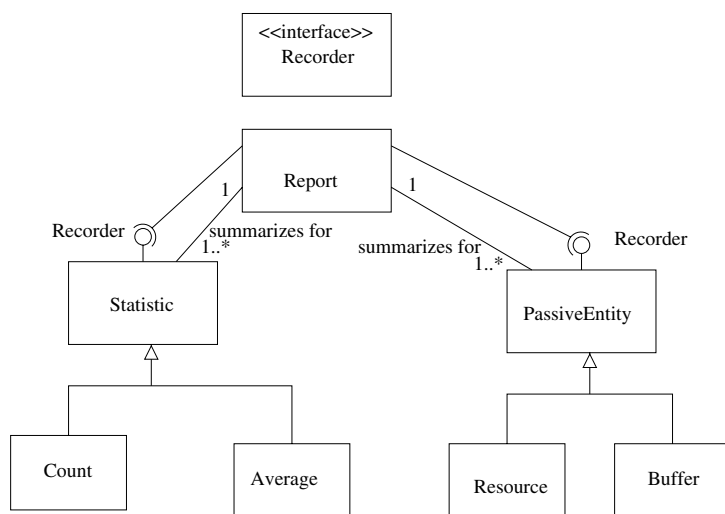 <<interface>>
Recorder
Report
1
1
Recorder
summarizes for
1..*
summarizes for
1..*
Recorder
Statistic
PassiveEntity
Count
Average
Resource
Buffer